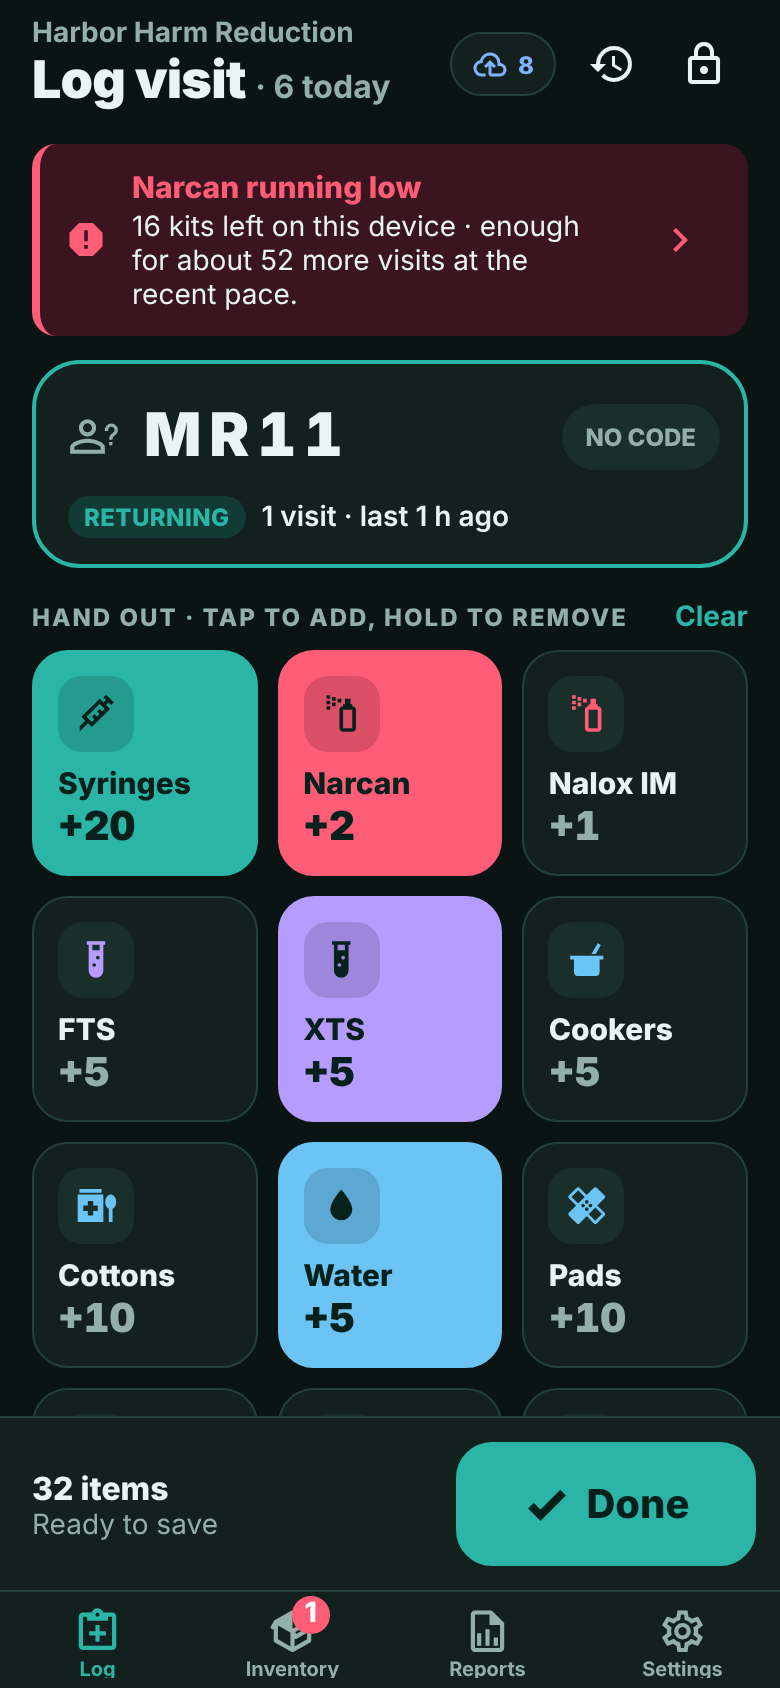 Harbor Harm Reduction
Log visit · 6 today
8
Narcan running low
16 kits left on this device · enough
for about 52 more visits at the
recent pace.
MR11
NO CODE
RETURNING 1 visit · last 1 h ago
HAND OUT · TAP TO ADD, HOLD TO REMOVE Clear
Syringes Narcan Nalox IM
+20 +2 +1
FTS XTS Cookers
+5 +5 +5
Cottons Water Pads
+10 +5 +10
32 items
Ready to save
Done
1
Log Inventory Reports Settings